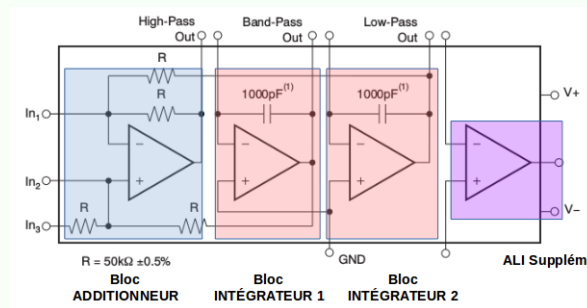 High-Pass Band-Pass Low-Pass
Out Out Out
R
R
1000pF(1) 1000pF(1)
In1
In2
In3
R R
V+
V−
− + − + − + − +
GND
R = 50kΩ ±0.5%
ALI Supplém
Bloc
ADDITIONNEUR
Bloc
INTÉGRATEUR 1
Bloc
INTÉGRATEUR 2